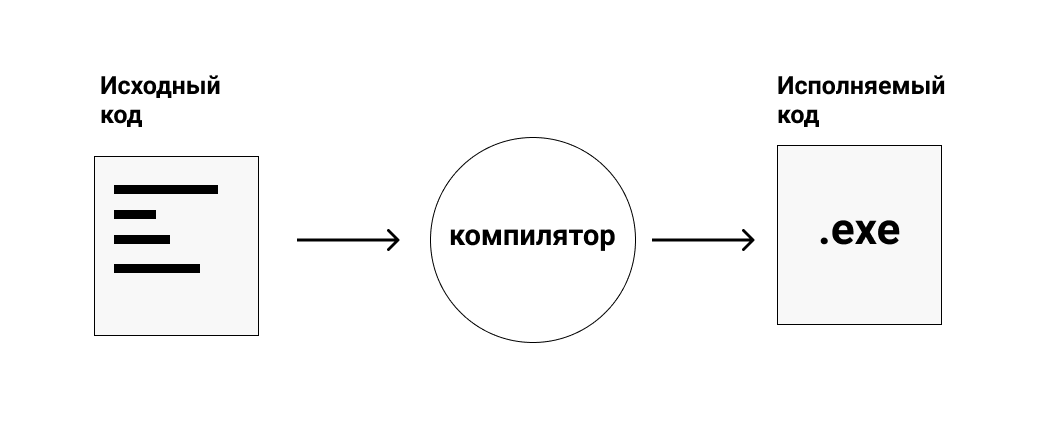 Исходный
код
компилятор
Исполняемый
код
.exe